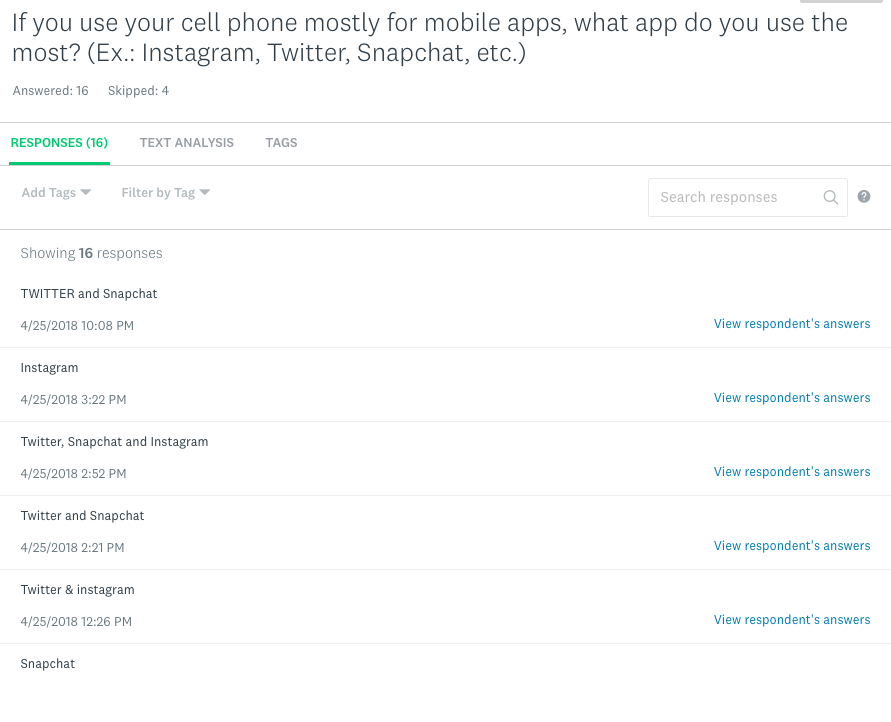 If you use your cell phone mostly for mobile apps, what app do you use the
most? (Ex.: Instagram, Twitter, Snapchat, etc.)
Answered: 16 Skipped: 4
RESPONSES (16) TEXT ANALYSIS TAGS
Add Tags Filter by Tag Search responses ?
Showing 16 responses
TWITTER and Snapchat
4/25/2018 10:08 PM View respondent's answers
Instagram
4/25/2018 3:22 PM View respondent's answers
Twitter, Snapchat and Instagram
4/25/2018 2:52 PM View respondent's answers
Twitter and Snapchat
4/25/2018 2:21 PM View respondent's answers
Twitter & instagram
4/25/2018 12:26 PM View respondent's answers
Snapchat